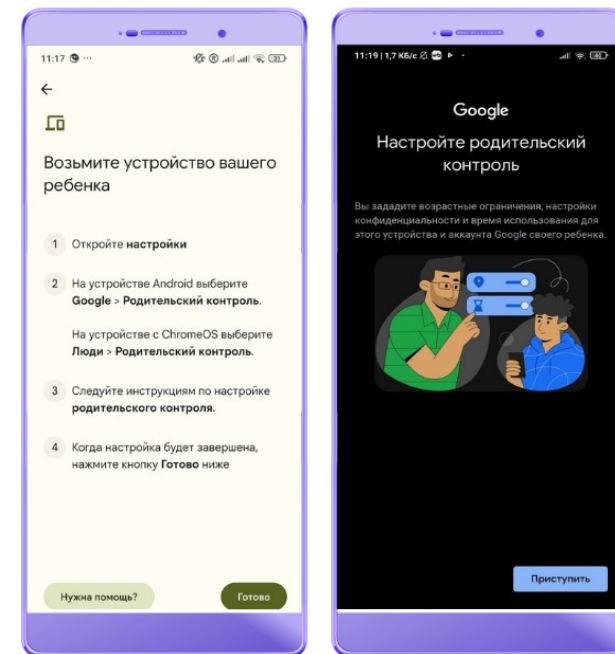 11:17
Возьмите устройство вашего
ребенка
1 Откройте настройки
2 На устройстве Android выберите
Google > Родительский контроль.
На устройстве с ChromeOS выберите
Люди > Родительский контроль.
3 Следуйте инструкциям по настройке
родительского контроля.
4 Когда настройка будет завершена,
нажмите кнопку Готово ниже
Нужна помощь?
Готово
11:19 | 1,7 КБ/с
Google
Настройте родительский
контроль
Вы зададите возрастные ограничения, настройки
конфиденциальности и время использования для
этого устройства и аккаунта Google своего ребенка.
Приступить